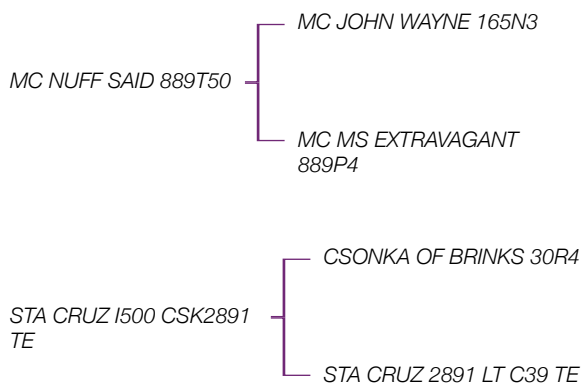 MC JOHN WAYNE 165N3
MC NUFF SAID 889T50
MC MS EXTRAVAGANT
889P4
CSONKA OF BRINKS 30R4
STA CRUZ I500 CSK2891
TE
STA CRUZ 2891 LT C39 TE